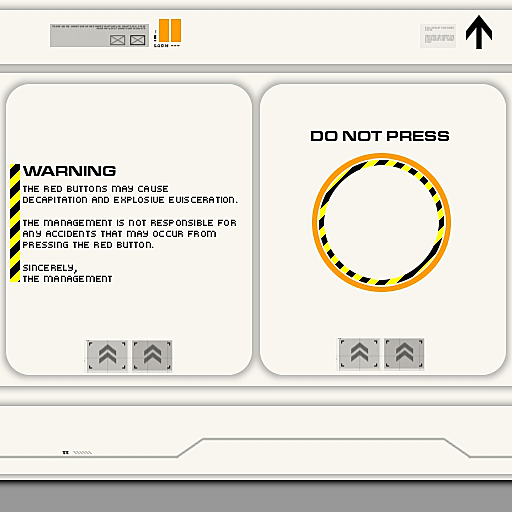 WARNING
THE RED BUTTONS MAY CAUSE
DECAPITATION AND EXPLOSIVE EUISCERATION.
THE MANAGEMENT IS NOT RESPONSIBLE FOR
ANY ACCIDENTS THAT MAY OCCUR FROM
PRESSING THE RED BUTTON.
SINCERELY,
THE MANAGEMENT
DO NOT PRESS